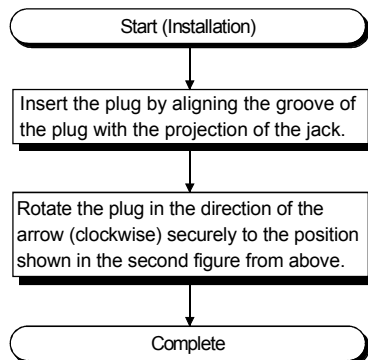 Start (Installation)
Insert the plug by aligning the groove of
the plug with the projection of the jack.
Rotate the plug in the direction of the
arrow (clockwise) securely to the position
shown in the second figure from above.
Complete